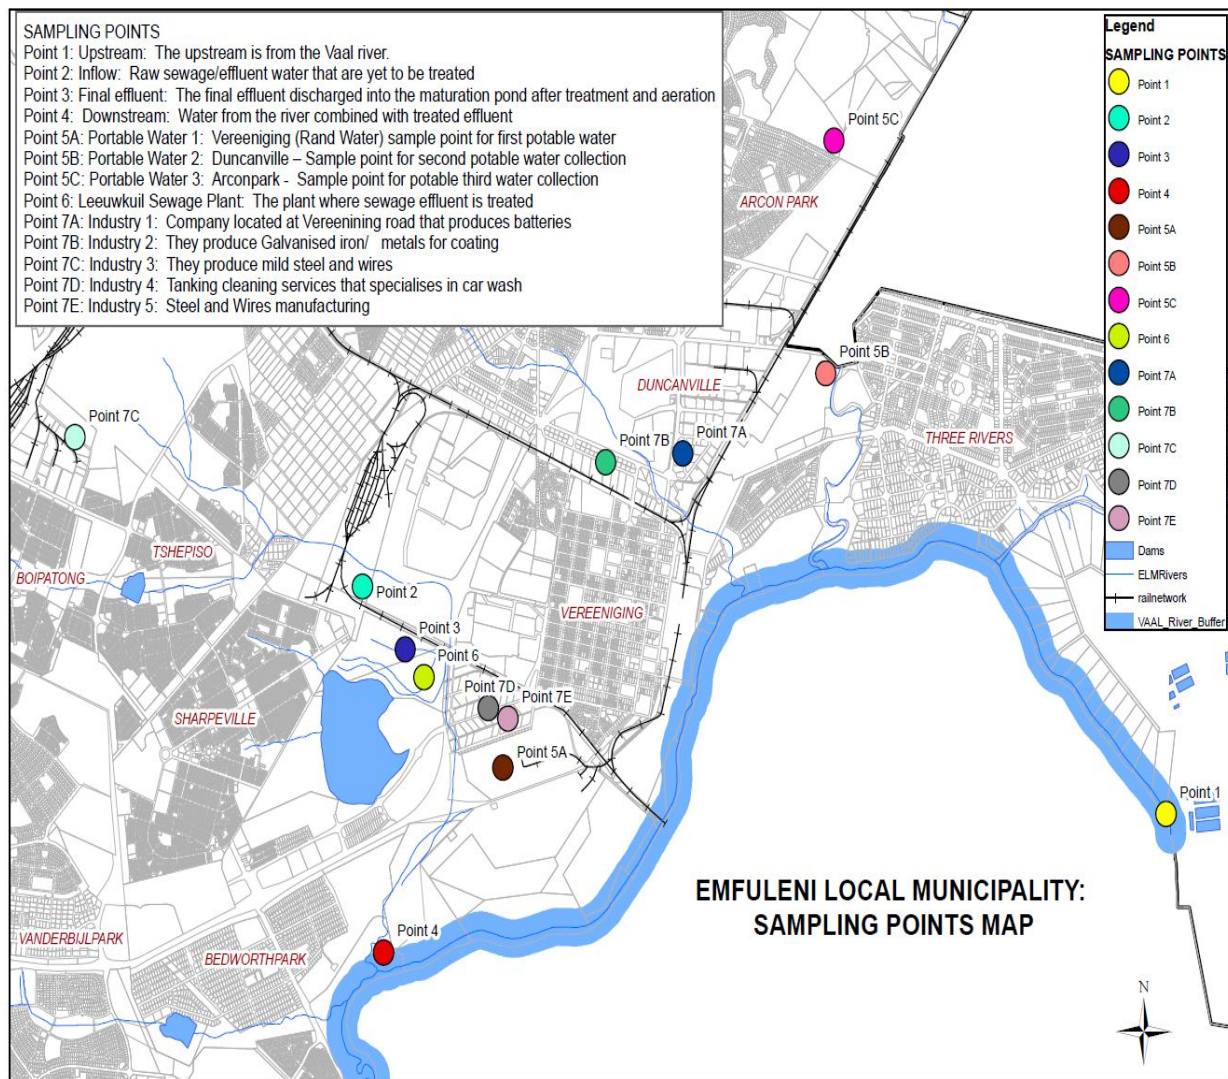 SAMPLING POINTS
Point 1: Upstream: The upstream is from the Vaal river.
Point 2: Inflow: Raw sewage/effluent water that are yet to be treated
Point 3: Final effluent: The final effluent discharged into the maturation pond after treatment and aeration
Point 4: Downstream: Water from the river combined with treated effluent
Point 5A: Portable Water 1: Vereeniging (Rand Water) sample point for first potable water
Point 5B: Portable Water 2: Duncanville – Sample point for second potable water collection
Point 5C: Portable Water 3: Arconpark - Sample point for potable third water collection
Point 6: Leeuwkuil Sewage Plant: The plant where sewage effluent is treated
Point 7A: Industry 1: Company located at Vereenining road that produces batteries
Point 7B: Industry 2: They produce Galvanised iron/ metals for coating
Point 7C: Industry 3: They produce mild steel and wires
Point 7D: Industry 4: Tanking cleaning services that specialises in car wash
Point 7E: Industry 5: Steel and Wires manufacturing
Legend
SAMPLING POINTS
Point 1
Point 2
Point 3
Point 4
Point 5A
Point 5B
Point 5C
Point 6
Point 7A
Point 7B
Point 7C
Point 7D
Point 7E
Dams
ELMRivers
railnetwork
VAAL_River_Buffer
Point 5C
ARCON PARK
Point 5B
DUNCANVILLE
Point 7C
Point 7B
Point 7A
THREE RIVERS
TSHEPISO
BOIPATONG
Point 2
VEREENIGING
Point 3
Point 6
Point 7D
Point 7E
SHARPEVILLE
Point 5A
Point 1
EMFULENI LOCAL MUNICIPALITY:
SAMPLING POINTS MAP
Point 4
VANDERBIJLPARK
BEDWORTHPARK
N